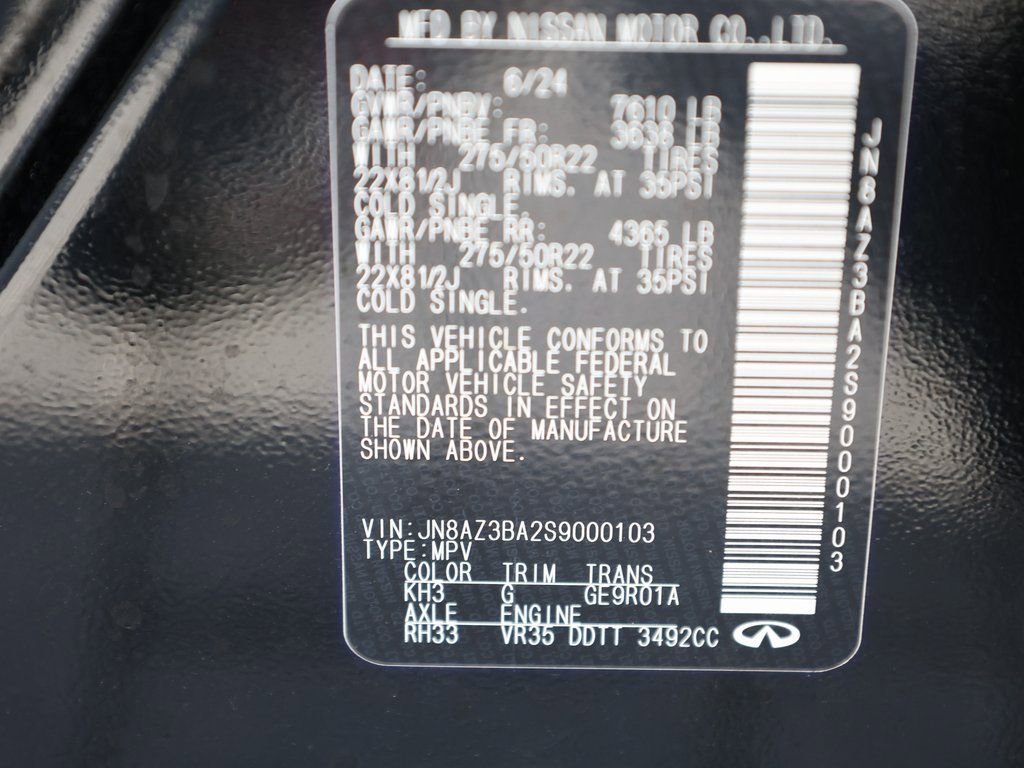 MFD BY NISSAN MOTOR CO.,LTD.
DATE: 6/24
GVWR/PNBV: 7610 LB
GAWR/PNBE FR: 3638 LB
WITH 275/50R22 TIRES
22X81/2J RIMS. AT 35PSI
COLD SINGLE.
GAWR/PNBE RR: 4365 LB
WITH 275/50R22 TIRES
22X81/2J RIMS. AT 35PSI
COLD SINGLE.
THIS VEHICLE CONFORMS TO
ALL APPLICABLE FEDERAL
MOTOR VEHICLE SAFETY
STANDARDS IN EFFECT ON
THE DATE OF MANUFACTURE
SHOWN ABOVE.
VIN:JN8AZ3BA2S9000103
TYPE:MPV
COLOR TRIM TRANS
KH3 G GE9R01A
AXLE ENGINE
RH33 VR35 DDTT 3492CC
JN8AZ3BA2S9000103